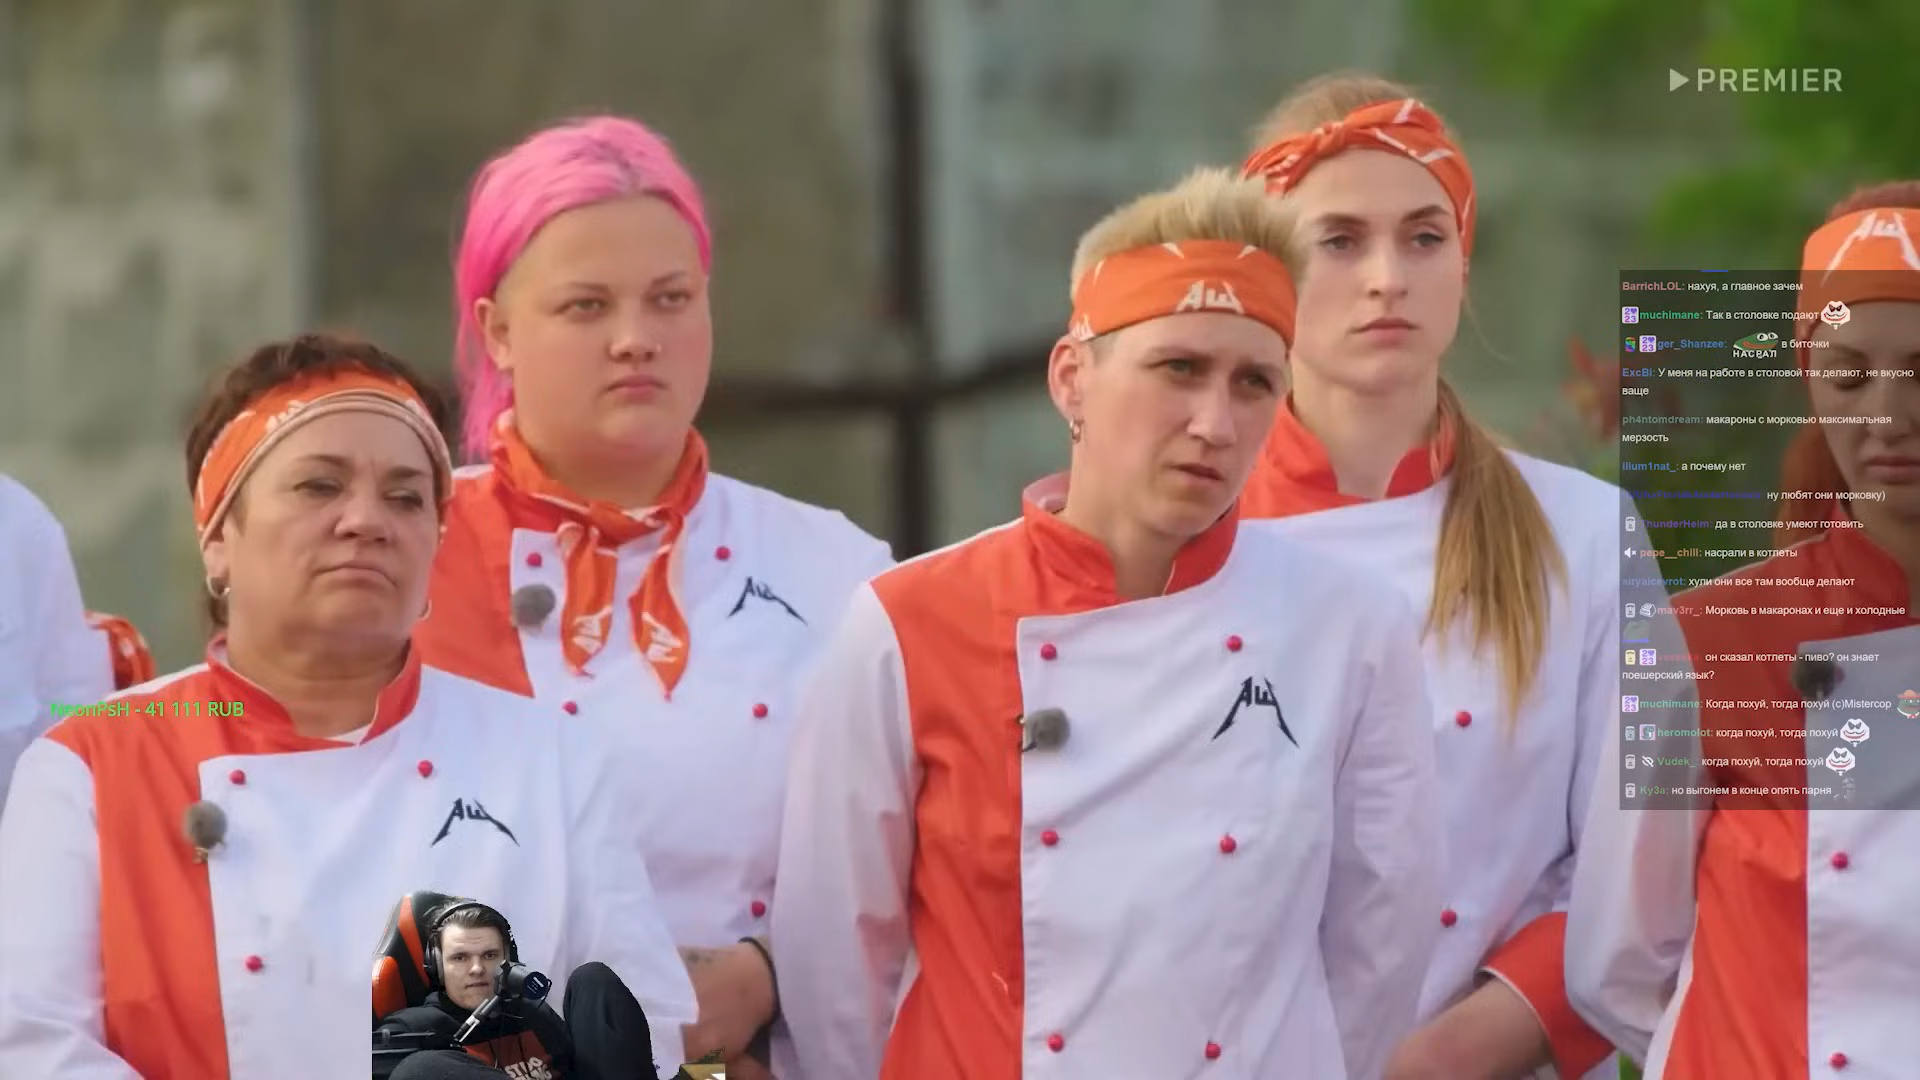 PREMIER
BarrichLOL: нахуя, а главное зачем
muchimane: Так в столовке подают
ger_Shanzee: НАСРАЛ в биточки
ExcBi: У меня на работе в столовой так делают, не вкусно
ваще
ph4ntomdream: макароны с морковью максимальная
мерзость
illum1nat_: а почему нет
ну любят они морковку)
ThunderHeim: да в столовке умеют готовить
pepe__chili: насрали в котлеты
хули они все там вообще делают
mav3rr_: Морковь в макаронах и еще и холодные
он сказал котлеты - пиво? он знает
поешерский язык?
muchimane: Когда похуй, тогда похуй (c)Mistercop
heromolot: когда похуй, тогда похуй
Vudek_: когда похуй, тогда похуй
Ky3a: но выгоним в конце опять парня
NeonPsH - 41 111 RUB
АШ
АШ
АШ
АШ